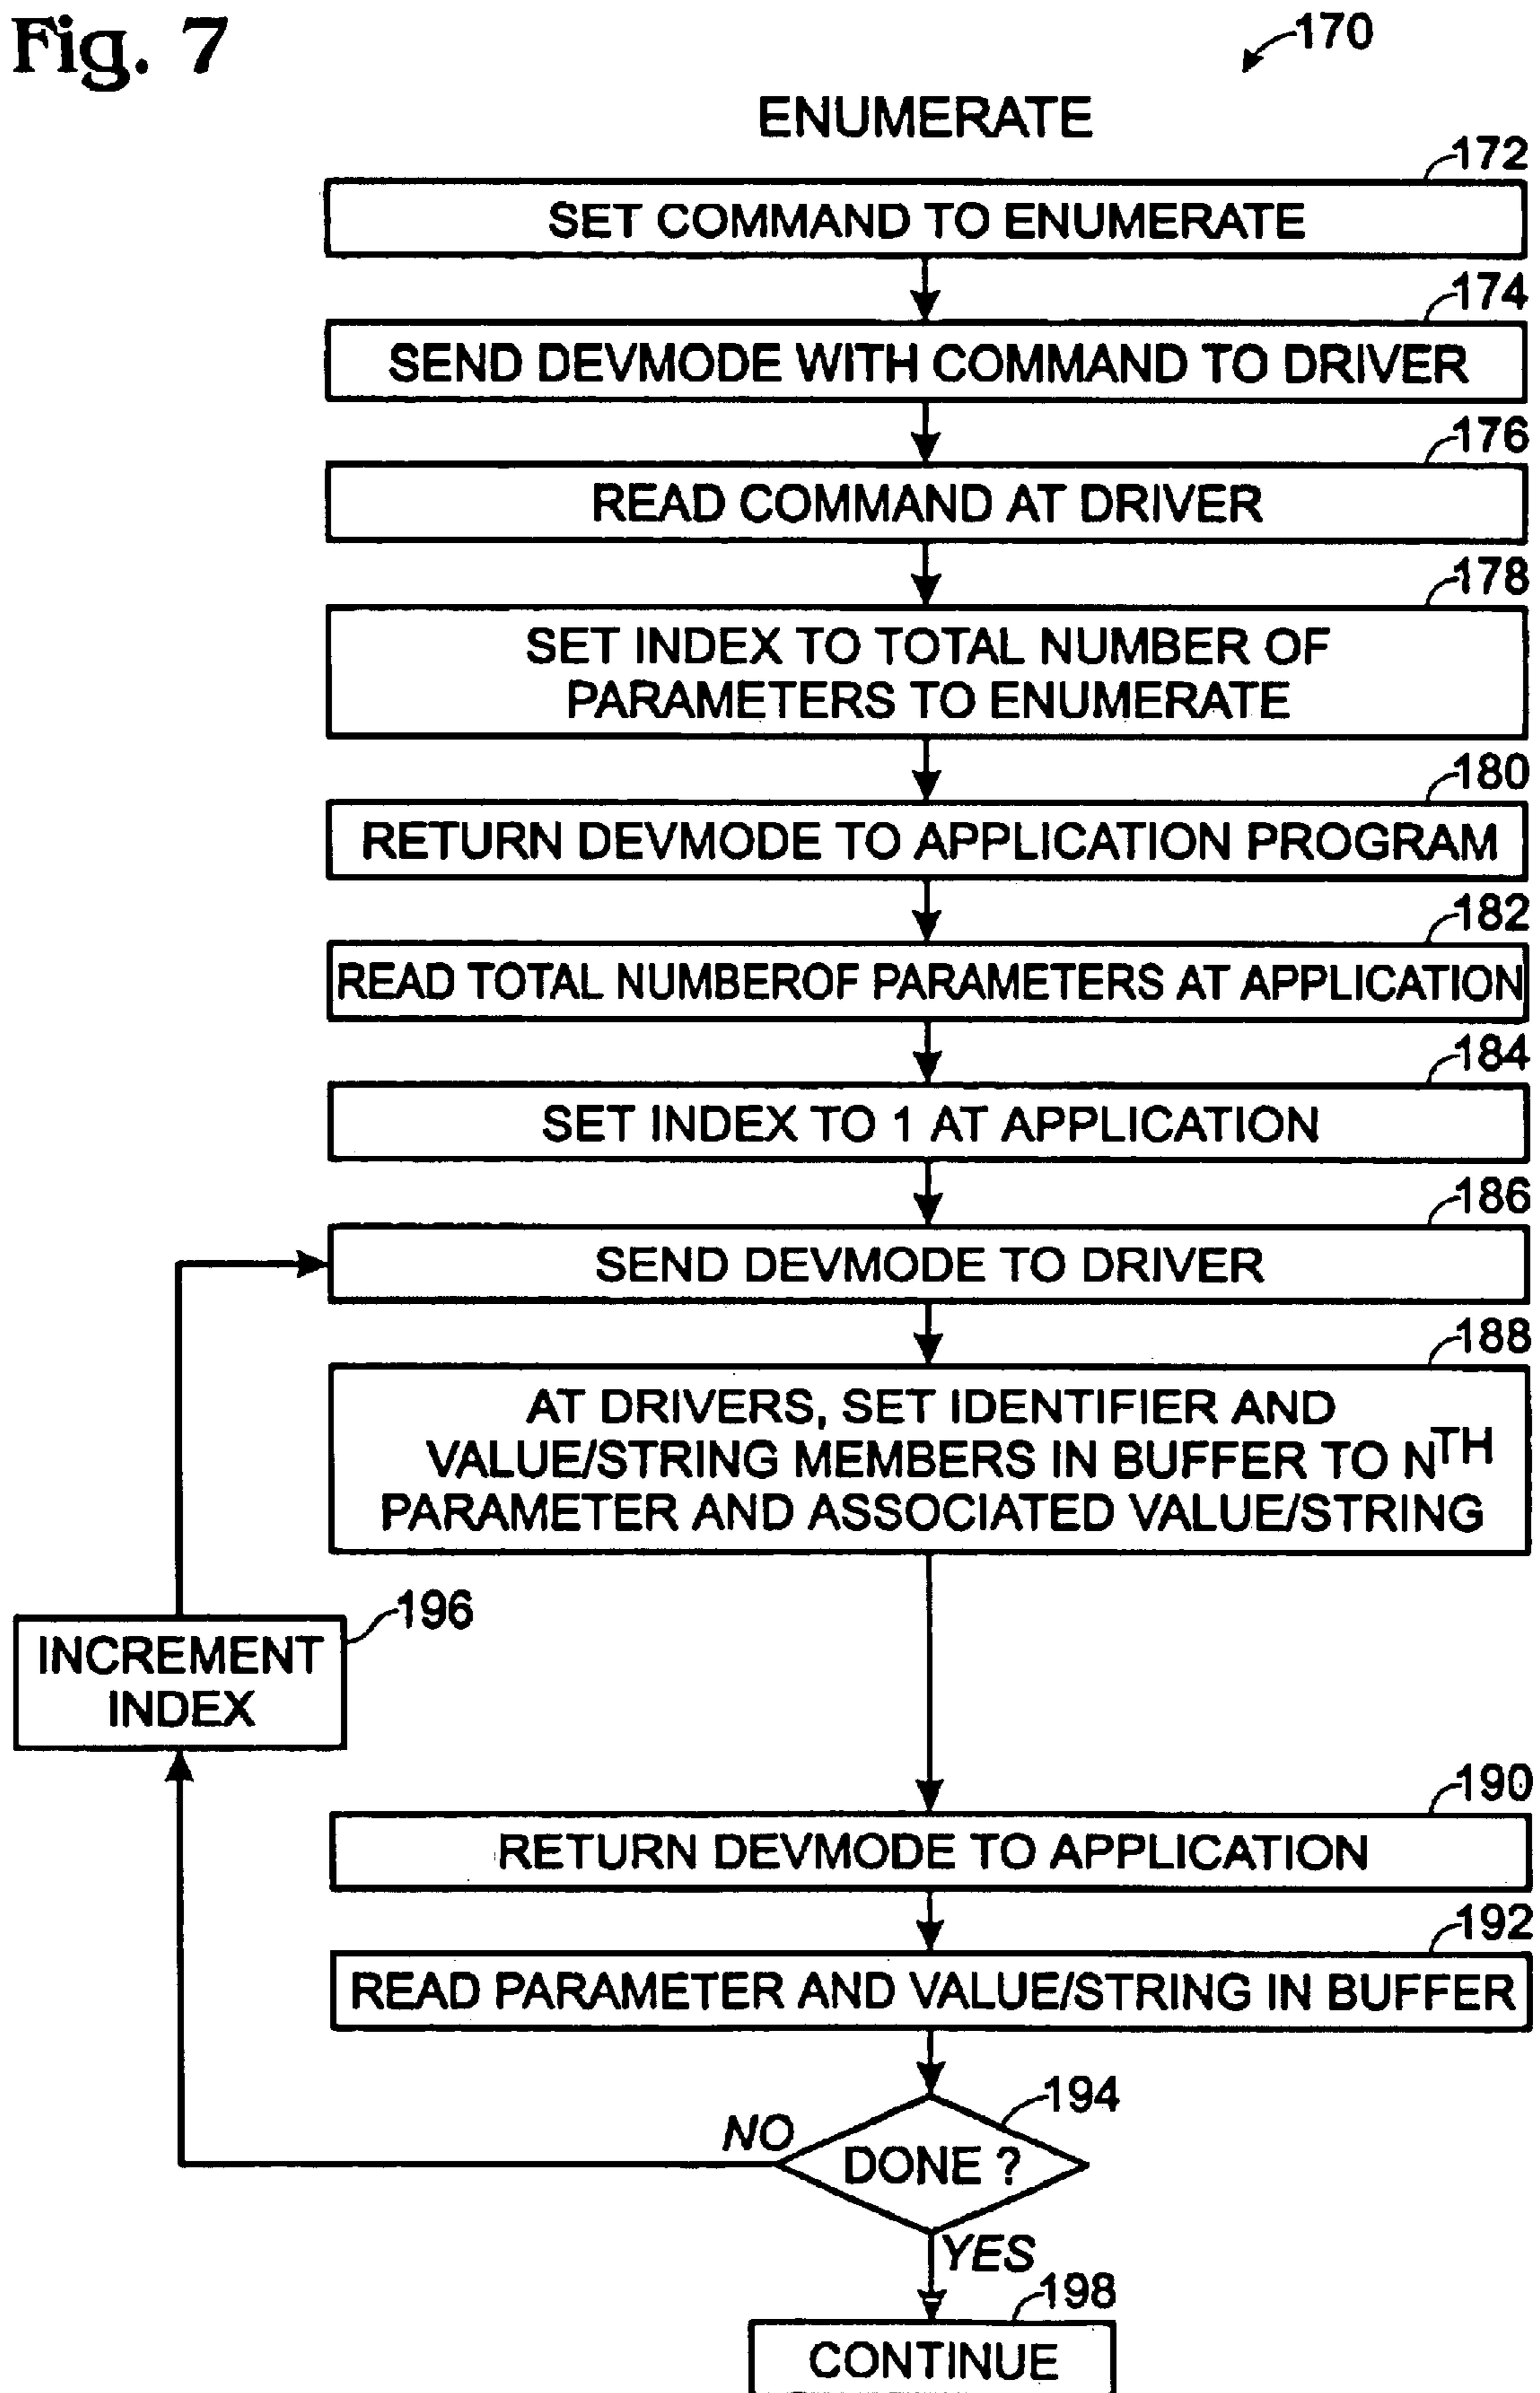 Fig. 7
170
ENUMERATE
172
SET COMMAND TO ENUMERATE
174
SEND DEVMODE WITH COMMAND TO DRIVER
176
READ COMMAND AT DRIVER
178
SET INDEX TO TOTAL NUMBER OF
PARAMETERS TO ENUMERATE
180
RETURN DEVMODE TO APPLICATION PROGRAM
182
READ TOTAL NUMBEROF PARAMETERS AT APPLICATION
184
SET INDEX TO 1 AT APPLICATION
186
SEND DEVMODE TO DRIVER
188
AT DRIVERS, SET IDENTIFIER AND
VALUE/STRING MEMBERS IN BUFFER TO NTH
PARAMETER AND ASSOCIATED VALUE/STRING
196
INCREMENT
INDEX
190
RETURN DEVMODE TO APPLICATION
192
READ PARAMETER AND VALUE/STRING IN BUFFER
194
NO
DONE ?
YES
198
CONTINUE